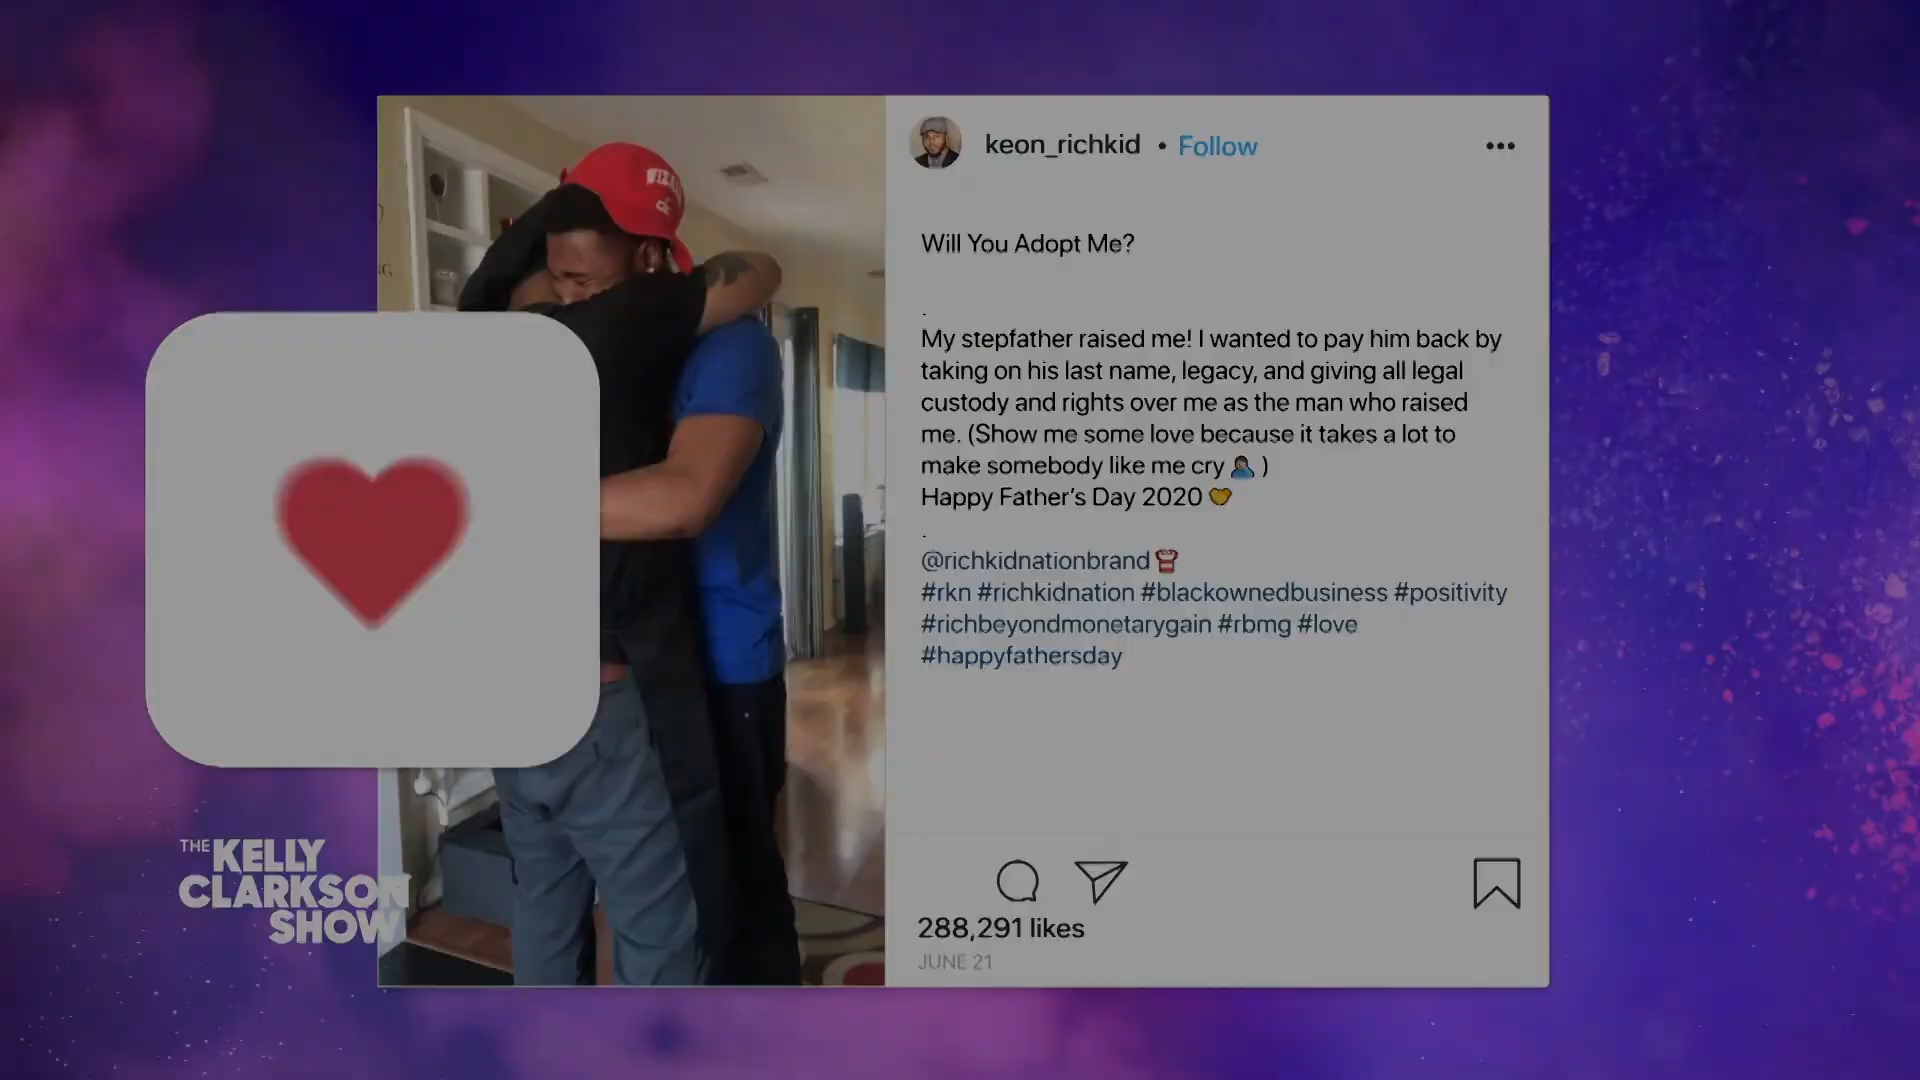 keon_richkid • Follow
Will You Adopt Me?
.
My stepfather raised me! I wanted to pay him back by
taking on his last name, legacy, and giving all legal
custody and rights over me as the man who raised
me. (Show me some love because it takes a lot to
make somebody like me cry 🤦🏽‍♂️ )
Happy Father's Day 2020 💛
.
@richkidnationbrand
#rkn #richkidnation #blackownedbusiness #positivity
#richbeyondmonetarygain #rbmg #love
#happyfathersday
288,291 likes
JUNE 21
THE KELLY
CLARKSON
SHOW